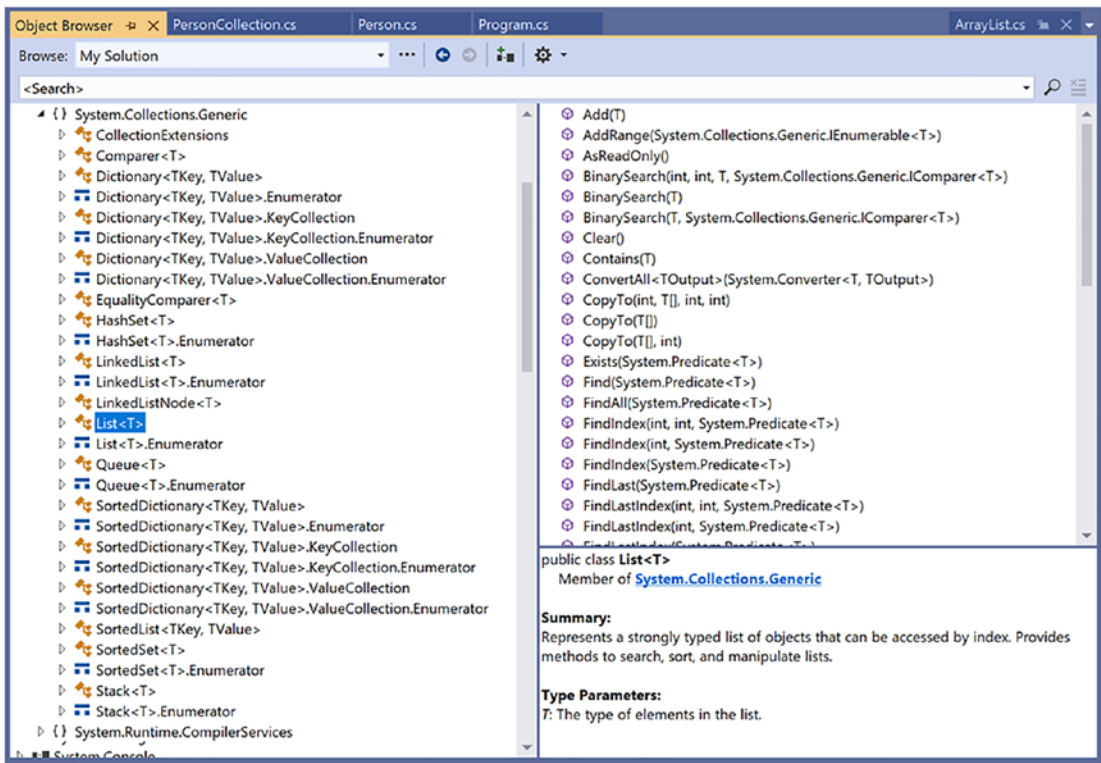 Object Browser PersonCollection.cs Person.cs Program.cs ArrayList.cs
Browse: My Solution
<Search>
{ } System.Collections.Generic
CollectionExtensions
Comparer<T>
Dictionary<TKey, TValue>
Dictionary<TKey, TValue>.Enumerator
Dictionary<TKey, TValue>.KeyCollection
Dictionary<TKey, TValue>.KeyCollection.Enumerator
Dictionary<TKey, TValue>.ValueCollection
Dictionary<TKey, TValue>.ValueCollection.Enumerator
EqualityComparer<T>
HashSet<T>
HashSet<T>.Enumerator
LinkedList<T>
LinkedList<T>.Enumerator
LinkedListNode<T>
List<T>
List<T>.Enumerator
Queue<T>
Queue<T>.Enumerator
SortedDictionary<TKey, TValue>
SortedDictionary<TKey, TValue>.Enumerator
SortedDictionary<TKey, TValue>.KeyCollection
SortedDictionary<TKey, TValue>.KeyCollection.Enumerator
SortedDictionary<TKey, TValue>.ValueCollection
SortedDictionary<TKey, TValue>.ValueCollection.Enumerator
SortedList<TKey, TValue>
SortedSet<T>
SortedSet<T>.Enumerator
Stack<T>
Stack<T>.Enumerator
{ } System.Runtime.CompilerServices
System.Console
Add(T)
AddRange(System.Collections.Generic.IEnumerable<T>)
AsReadOnly()
BinarySearch(int, int, T, System.Collections.Generic.IComparer<T>)
BinarySearch(T)
BinarySearch(T, System.Collections.Generic.IComparer<T>)
Clear()
Contains(T)
ConvertAll<TOutput>(System.Converter<T, TOutput>)
CopyTo(int, T[], int, int)
CopyTo(T[])
CopyTo(T[], int)
Exists(System.Predicate<T>)
Find(System.Predicate<T>)
FindAll(System.Predicate<T>)
FindIndex(int, int, System.Predicate<T>)
FindIndex(int, System.Predicate<T>)
FindIndex(System.Predicate<T>)
FindLast(System.Predicate<T>)
FindLastIndex(int, int, System.Predicate<T>)
FindLastIndex(int, System.Predicate<T>)
FindLastIndex(System.Predicate<T>)
public class List<T>
Member of System.Collections.Generic
Summary:
Represents a strongly typed list of objects that can be accessed by index. Provides
methods to search, sort, and manipulate lists.
Type Parameters:
T: The type of elements in the list.